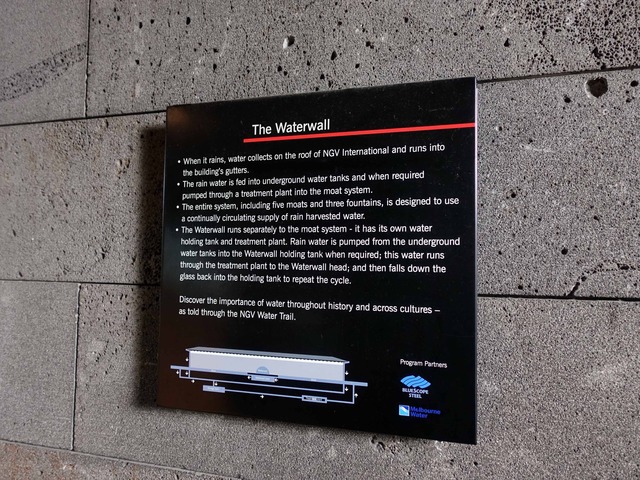 The Waterwall
• When it rains, water collects on the roof of NGV International and runs into
the building's gutters.
• The rain water is fed into underground water tanks and when required
pumped through a treatment plant into the moat system.
• The entire system, including five moats and three fountains, is designed to use
a continually circulating supply of rain harvested water.
• The Waterwall runs separately to the moat system - it has its own water
holding tank and treatment plant. Rain water is pumped from the underground
water tanks into the Waterwall holding tank when required; this water runs
through the treatment plant to the Waterwall head; and then falls down the
glass back into the holding tank to repeat the cycle.
Discover the importance of water throughout history and across cultures –
as told through the NGV Water Trail.
Program Partners
BLUESCOPE
STEEL
Melbourne
Water